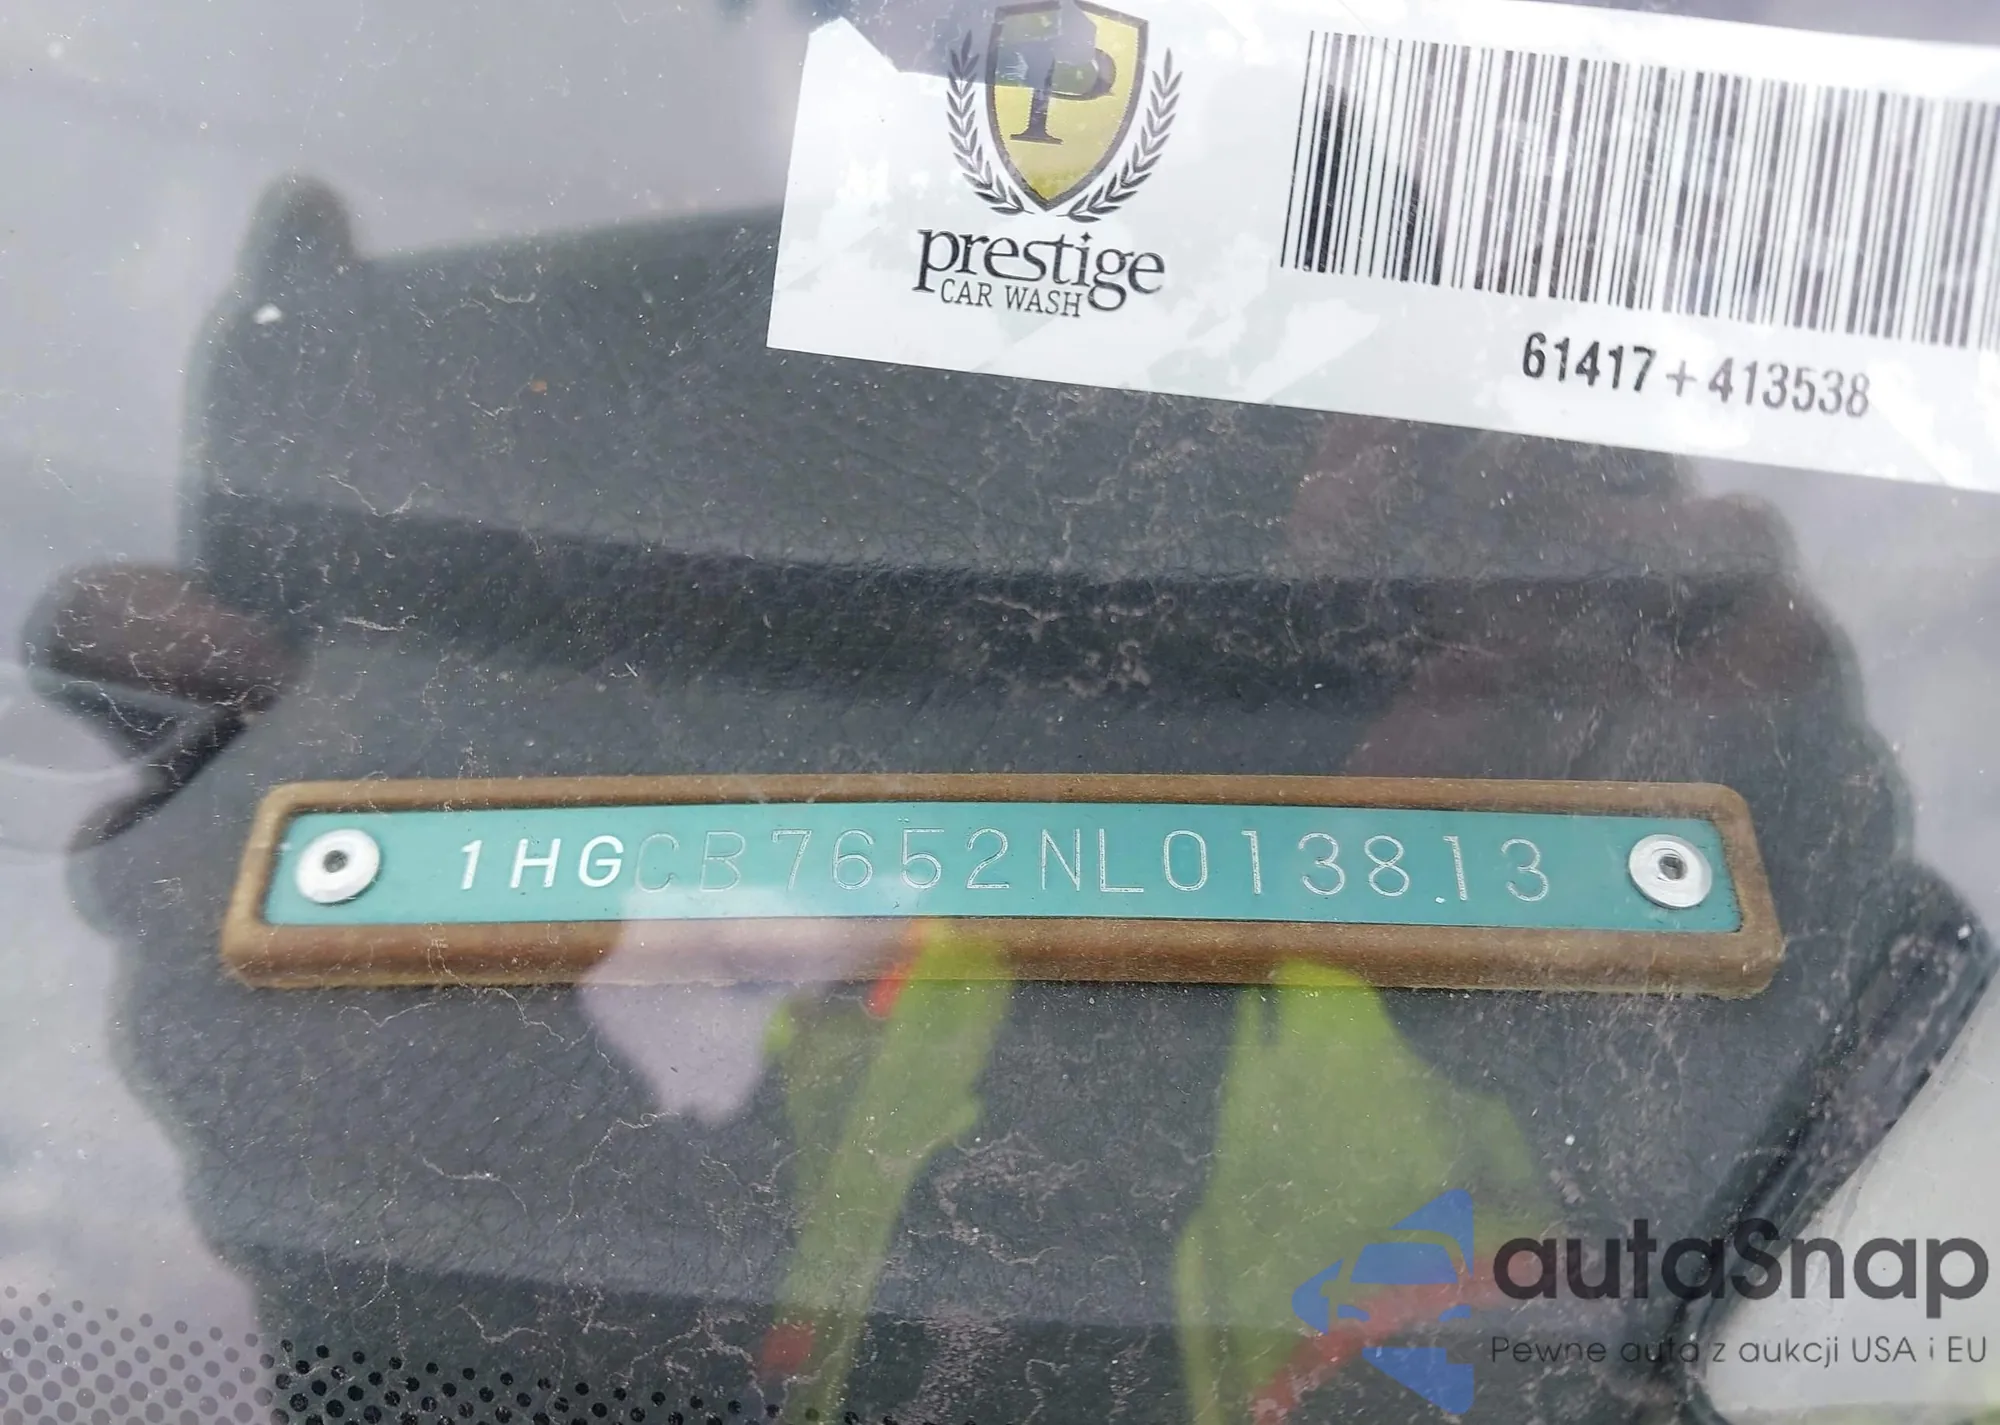 P
prestige
CAR WASH
61417 + 413538
1HGCB7652NL013813
autaSnap
Pewne auta z aukcji USA i EU